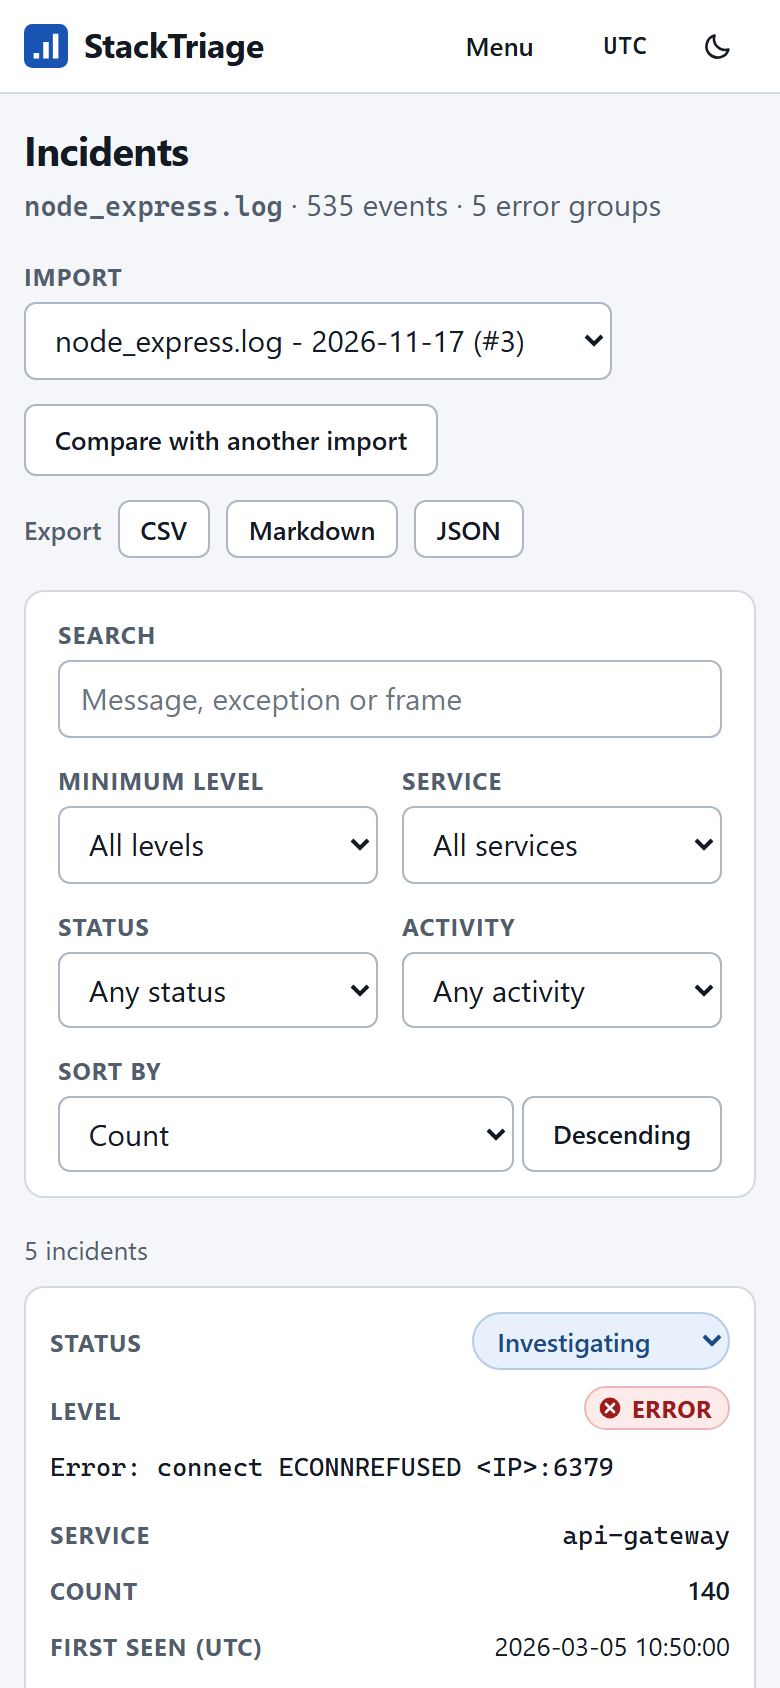 StackTriage Menu UTC
Incidents
node_express.log · 535 events · 5 error groups
IMPORT
node_express.log - 2026-11-17 (#3)
Compare with another import
Export CSV Markdown JSON
SEARCH
Message, exception or frame
MINIMUM LEVEL SERVICE
All levels All services
STATUS ACTIVITY
Any status Any activity
SORT BY
Count Descending
5 incidents
STATUS Investigating
LEVEL ERROR
Error: connect ECONNREFUSED <IP>:6379
SERVICE api-gateway
COUNT 140
FIRST SEEN (UTC) 2026-03-05 10:50:00